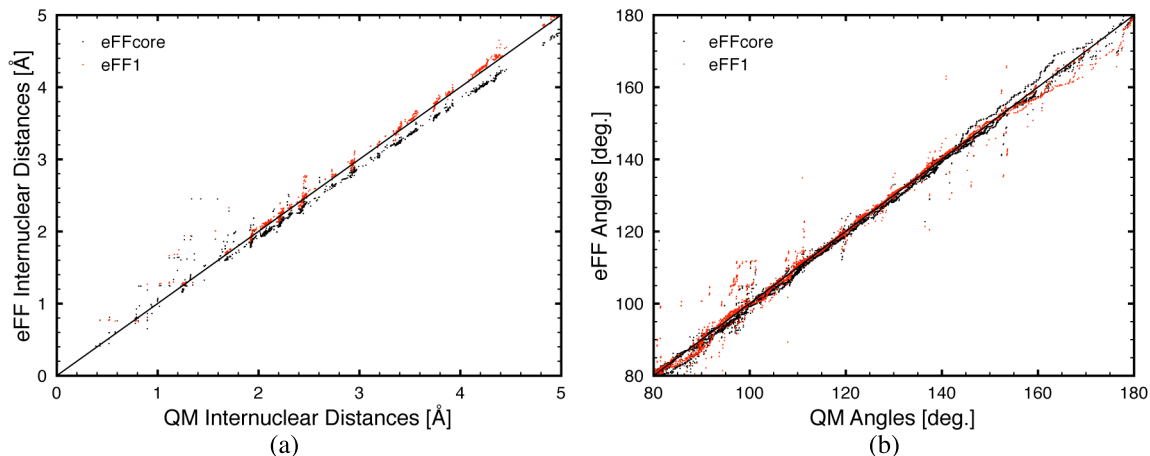 5
4
3
2
1
0
eFF Internuclear Distances [Å]
eFFcore
eFF1
0 1 2 3 4 5
QM Internuclear Distances [Å]
(a)
180
160
140
120
100
80
eFF Angles [deg.]
eFFcore
eFF1
80 100 120 140 160 180
QM Angles [deg.]
(b)